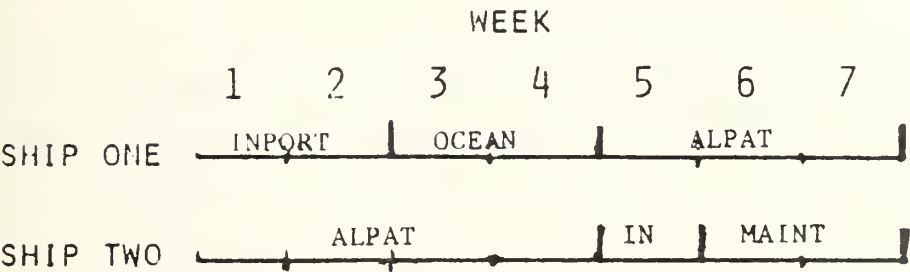 WEEK
1 2 3 4 5 6 7
INPORT OCEAN ALPAT
SHIP ONE
ALPAT IN MAINT
SHIP TWO